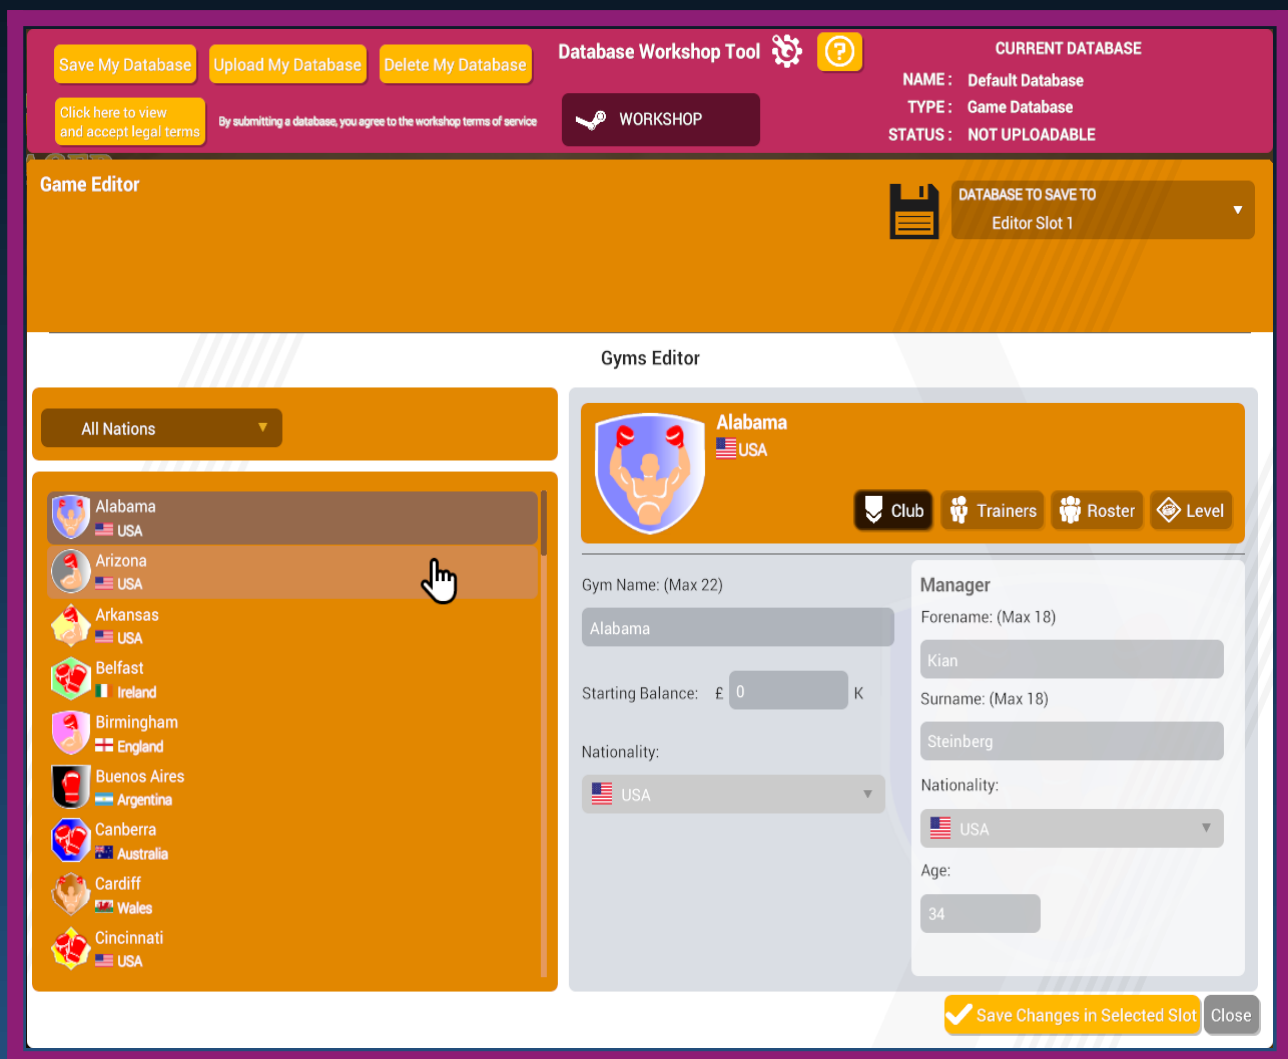 Save My Database
Upload My Database
Delete My Database
Database Workshop Tool
?
CURRENT DATABASE
NAME : Default Database
TYPE : Game Database
STATUS : NOT UPLOADABLE
Click here to view
and accept legal terms
By submitting a database, you agree to the workshop terms of service
WORKSHOP
Game Editor
DATABASE TO SAVE TO
Editor Slot 1
Gyms Editor
All Nations
Alabama
USA
Arizona
USA
Arkansas
USA
Belfast
Ireland
Birmingham
England
Buenos Aires
Argentina
Canberra
Australia
Cardiff
Wales
Cincinnati
USA
Alabama
USA
Club
Trainers
Roster
Level
Gym Name: (Max 22)
Alabama
Starting Balance: £ 0 K
Nationality:
USA
Manager
Forename: (Max 18)
Kian
Surname: (Max 18)
Steinberg
Nationality:
USA
Age:
34
Save Changes in Selected Slot
Close